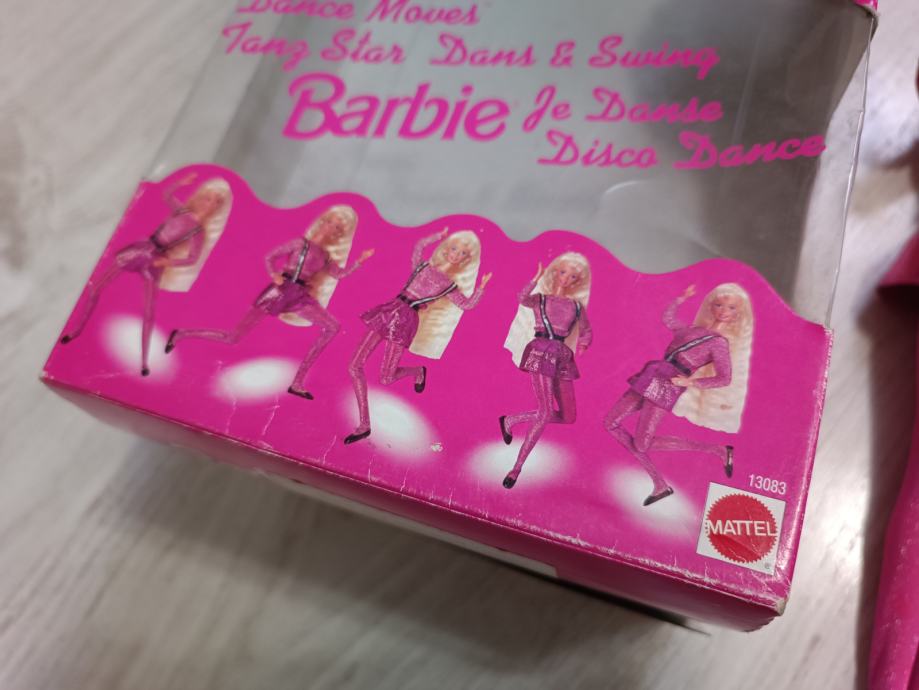 Dance Moves
Tanz Star Dans & Swing
Barbie Je Danse
Disco Dance
13083
MATTEL